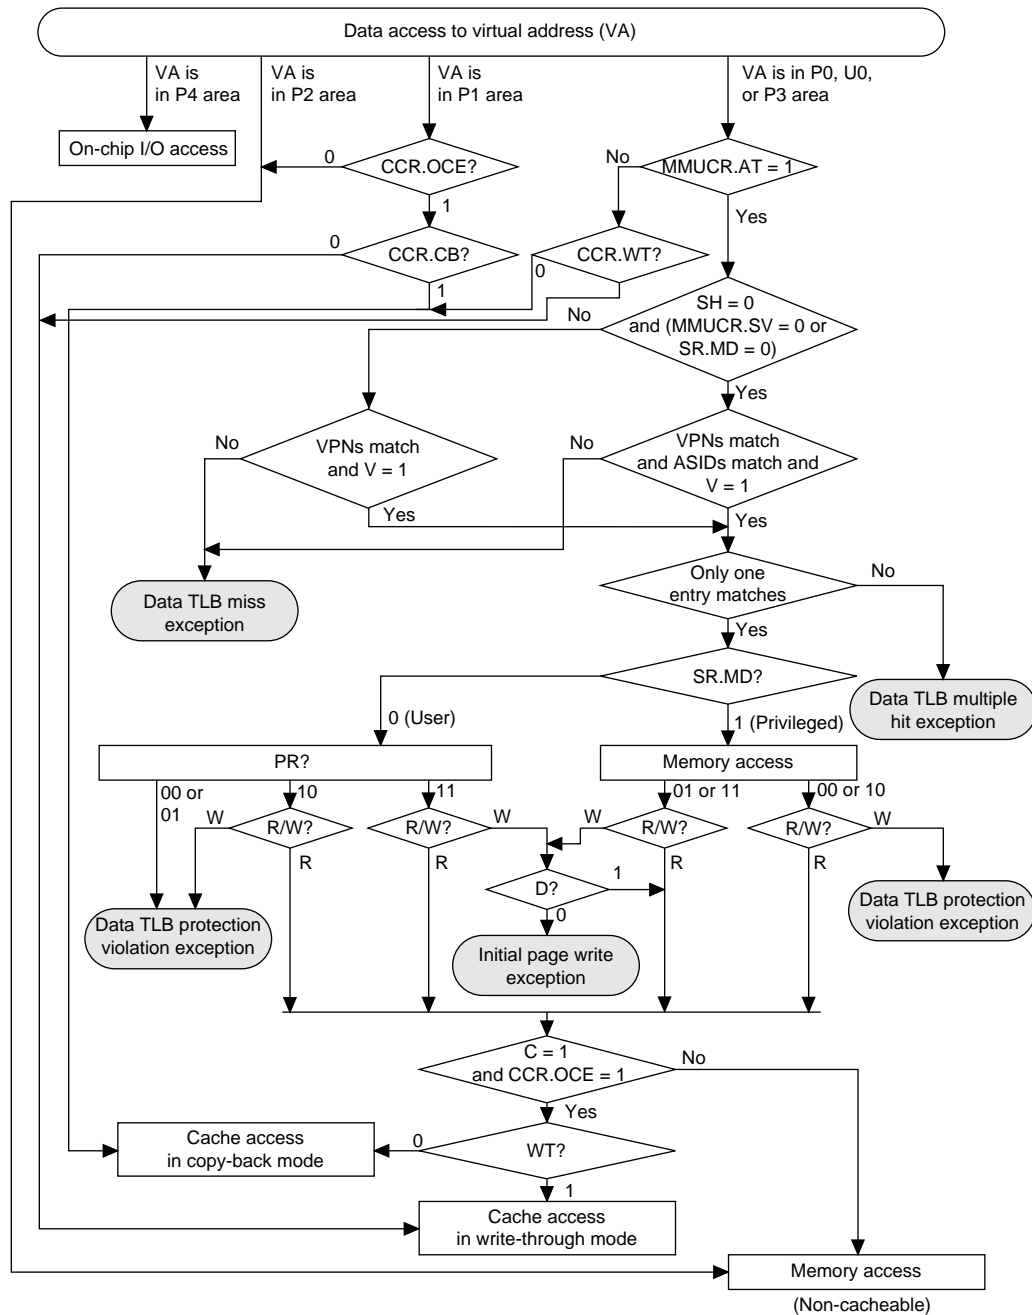 Data access to virtual address (VA)
VA is
in P4 area
VA is
in P2 area
VA is
in P1 area
VA is in P0, U0,
or P3 area
On-chip I/O access
0
CCR.OCE?
No
MMUCR.AT = 1
1
Yes
0
CCR.CB?
CCR.WT?
0
1
SH = 0
and (MMUCR.SV = 0 or
SR.MD = 0)
No
Yes
No
VPNs match
and V = 1
No
VPNs match
and ASIDs match and
V = 1
Yes
Yes
Only one
entry matches
No
Data TLB miss
exception
Yes
SR.MD?
Data TLB multiple
hit exception
0 (User)
1 (Privileged)
PR?
Memory access
00 or
01
10
11
01 or 11
00 or 10
W
R/W?
R/W?
W
W
R/W?
R/W?
W
R
R
R
R
D?
1
0
Data TLB protection
violation exception
Initial page write
exception
Data TLB protection
violation exception
C = 1
and CCR.OCE = 1
No
Yes
Cache access
in copy-back mode
0
WT?
1
Cache access
in write-through mode
Memory access
(Non-cacheable)